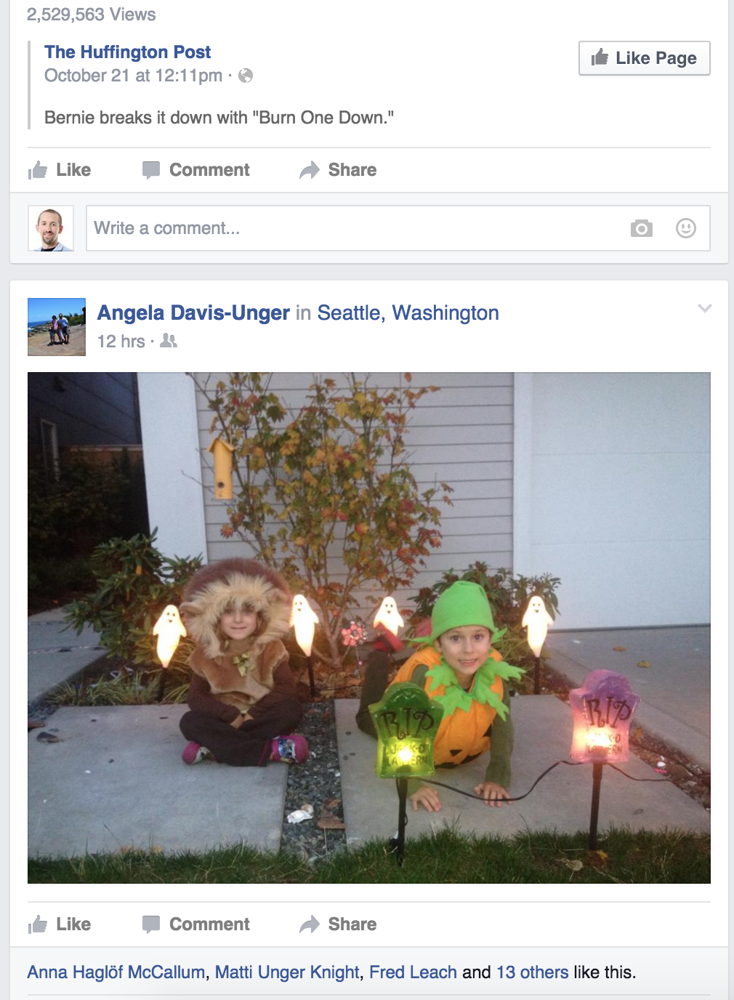 2,529,563 Views
The Huffington Post
October 21 at 12:11pm ·
Like Page
Bernie breaks it down with "Burn One Down."
Like Comment Share
Write a comment...
Angela Davis-Unger in Seattle, Washington
12 hrs ·
RIP
JACK-O
LANTERN
RIP
JACK-O
LANTERN
Like Comment Share
Anna Haglöf McCallum, Matti Unger Knight, Fred Leach and 13 others like this.